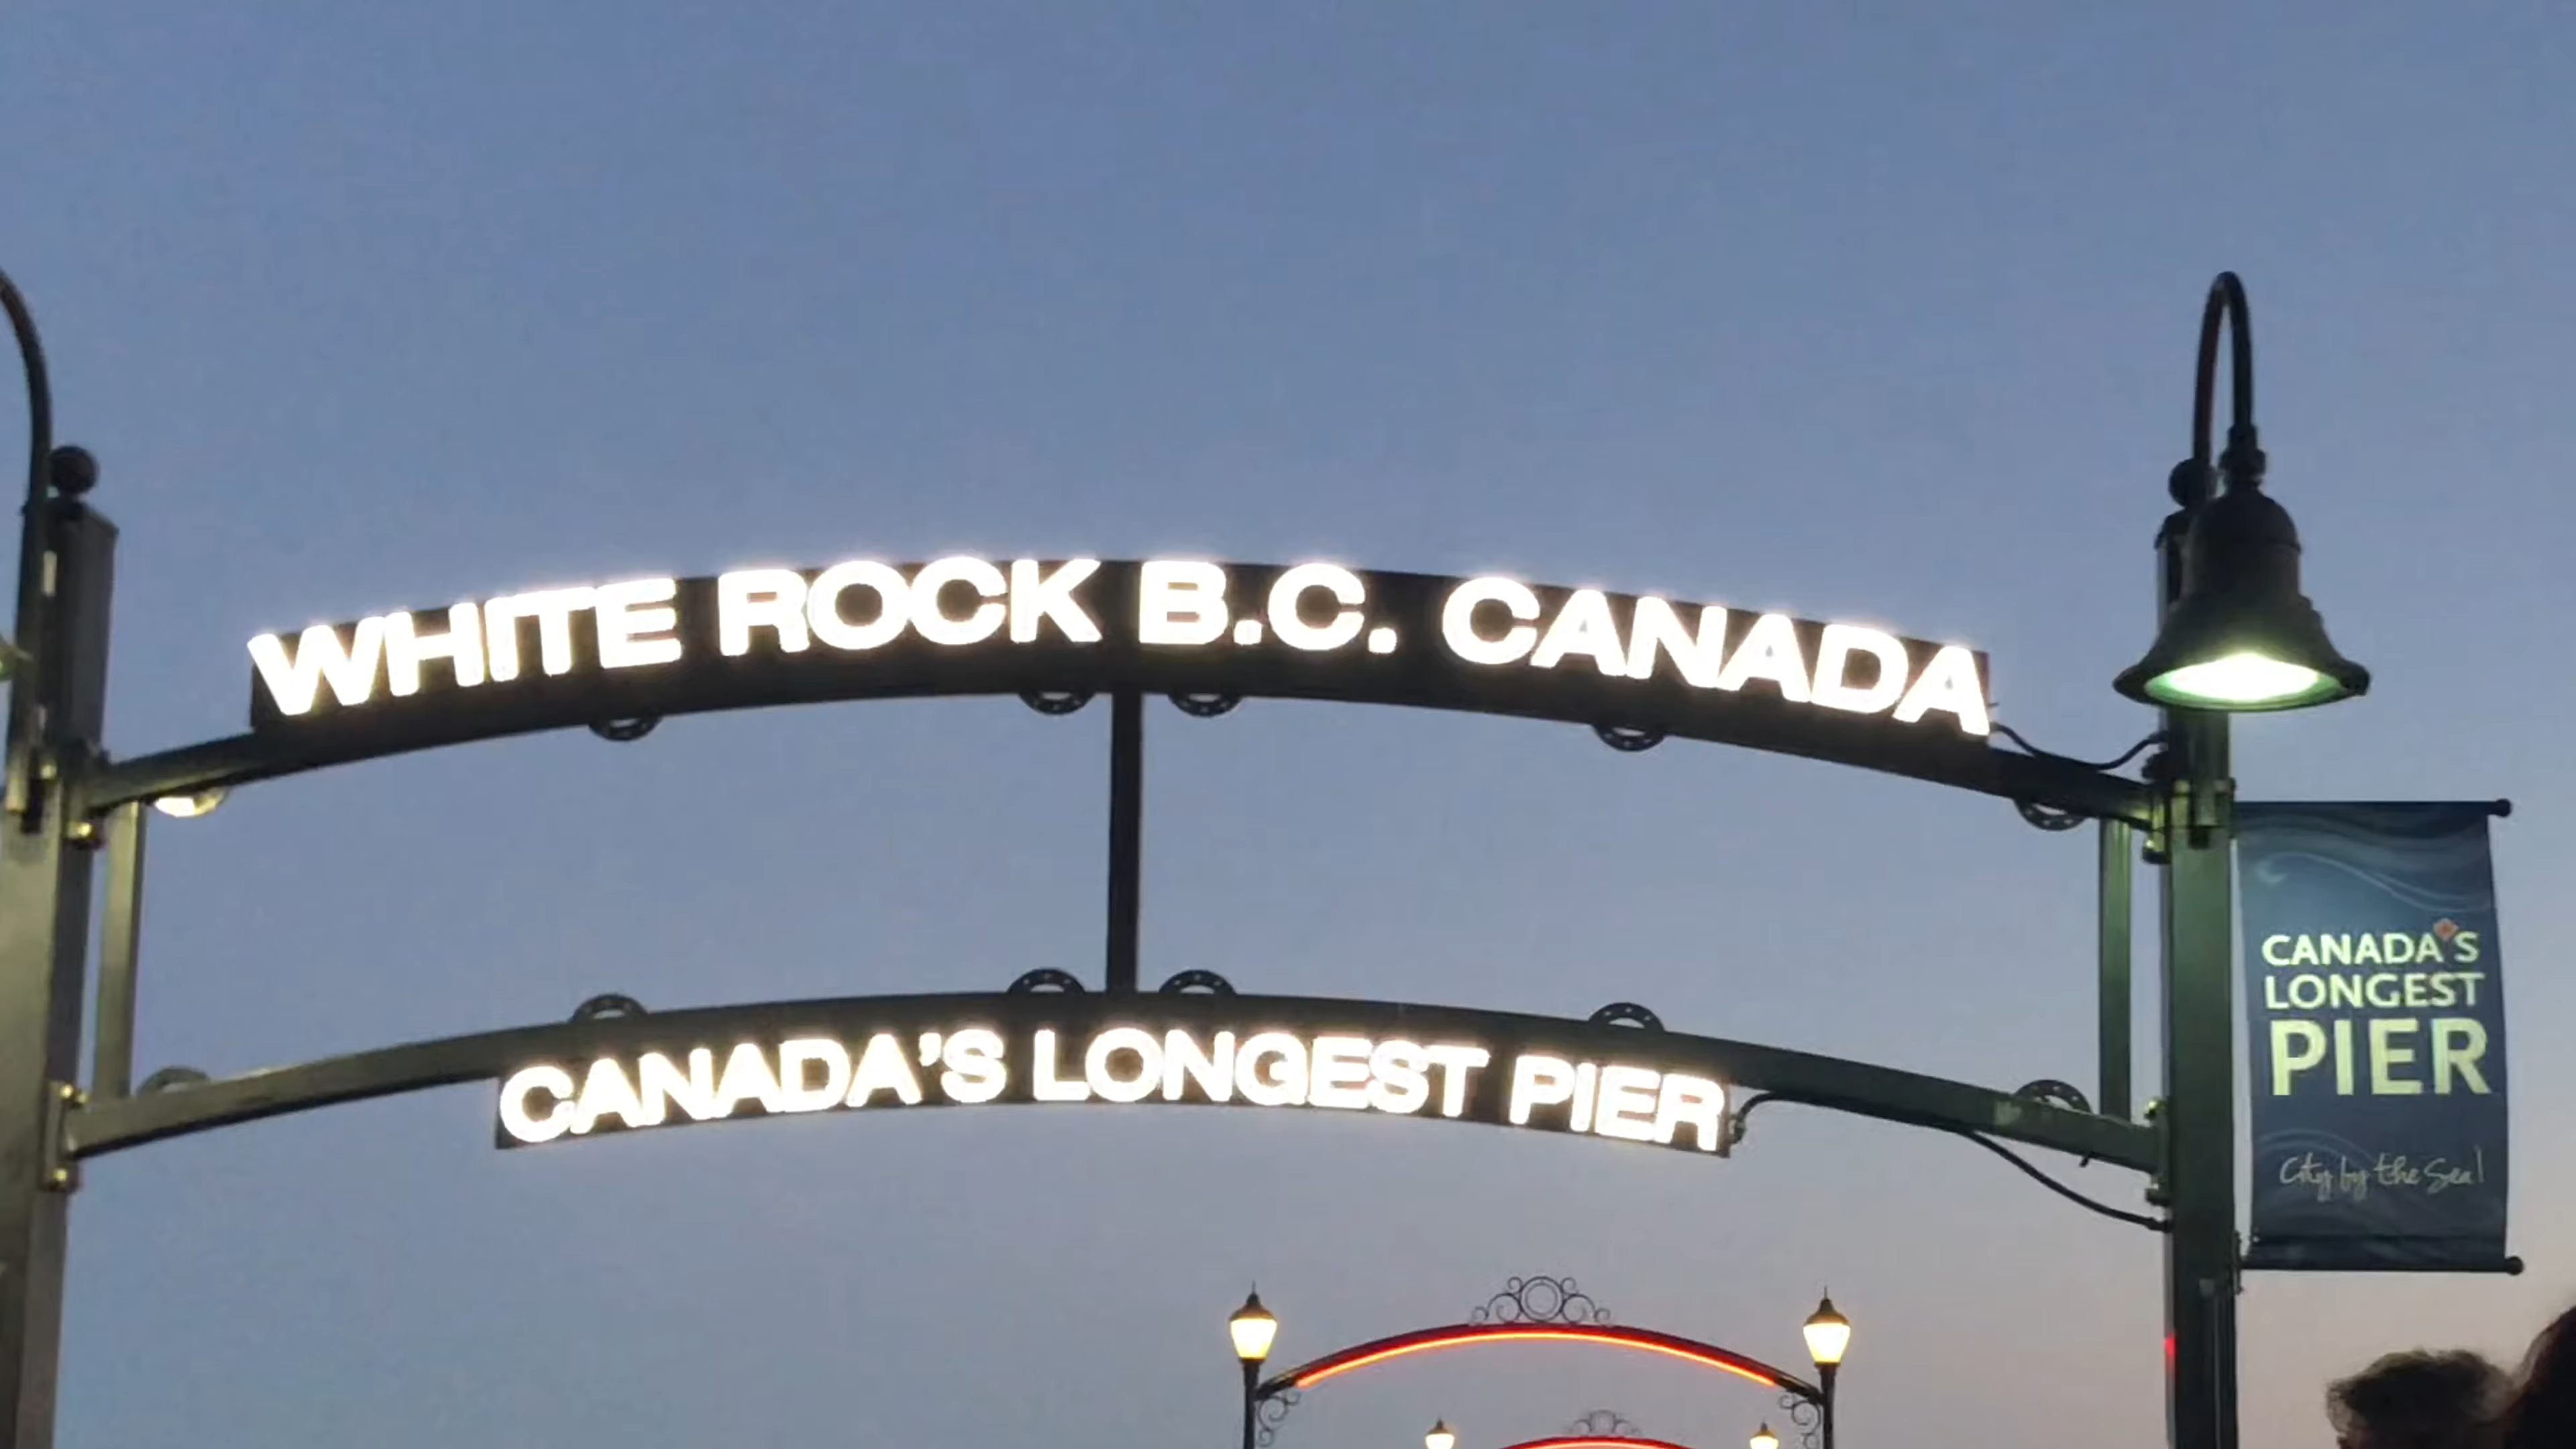 WHITE ROCK B.C. CANADA
CANADA'S LONGEST PIER
CANADA'S
LONGEST
PIER
City by the Sea!